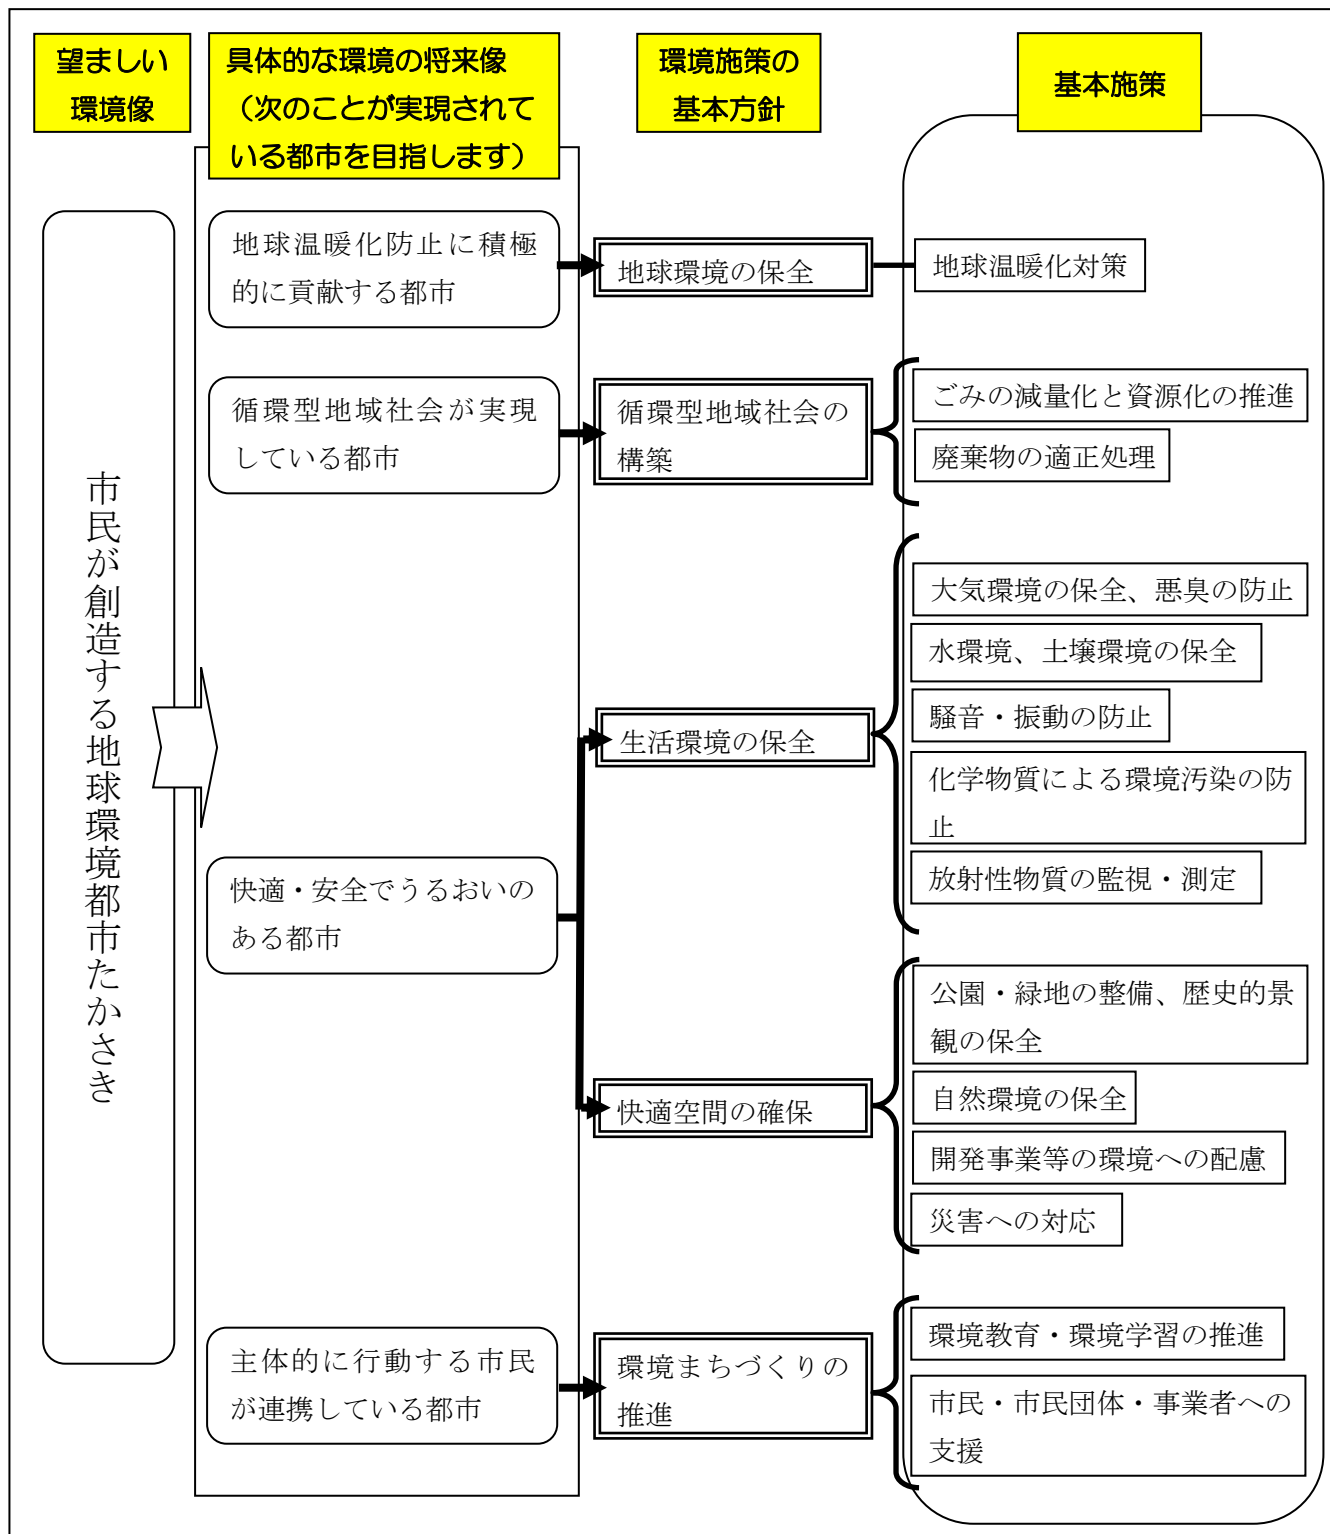 望ましい
環境像
具体的な環境の将来像
（次のことが実現されて
いる都市を目指します）
環境施策の
基本方針
基本施策
市民が創造する地球環境都市たかさき
地球温暖化防止に積極
的に貢献する都市
地球環境の保全
地球温暖化対策
循環型地域社会が実現
している都市
循環型地域社会の
構築
ごみの減量化と資源化の推進
廃棄物の適正処理
快適・安全でうるおいの
ある都市
生活環境の保全
大気環境の保全、悪臭の防止
水環境、土壌環境の保全
騒音・振動の防止
化学物質による環境汚染の防
止
放射性物質の監視・測定
快適空間の確保
公園・緑地の整備、歴史的景
観の保全
自然環境の保全
開発事業等の環境への配慮
災害への対応
主体的に行動する市民
が連携している都市
環境まちづくりの
推進
環境教育・環境学習の推進
市民・市民団体・事業者への
支援